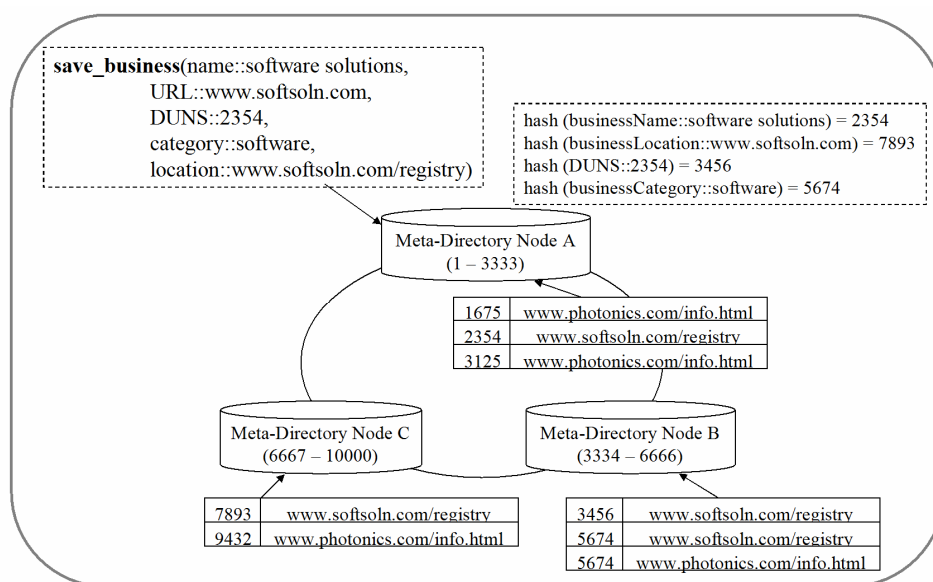 save_business(name::software solutions,
URL::www.softsoln.com,
DUNS::2354,
category::software,
location::www.softsoln.com/registry)
hash (businessName::software solutions) = 2354
hash (businessLocation::www.softsoln.com) = 7893
hash (DUNS::2354) = 3456
hash (businessCategory::software) = 5674
Meta-Directory Node A
(1 – 3333)
1675 www.photonics.com/info.html
2354 www.softsoln.com/registry
3125 www.photonics.com/info.html
Meta-Directory Node C
(6667 – 10000)
Meta-Directory Node B
(3334 – 6666)
7893 www.softsoln.com/registry
9432 www.photonics.com/info.html
3456 www.softsoln.com/registry
5674 www.softsoln.com/registry
5674 www.photonics.com/info.html